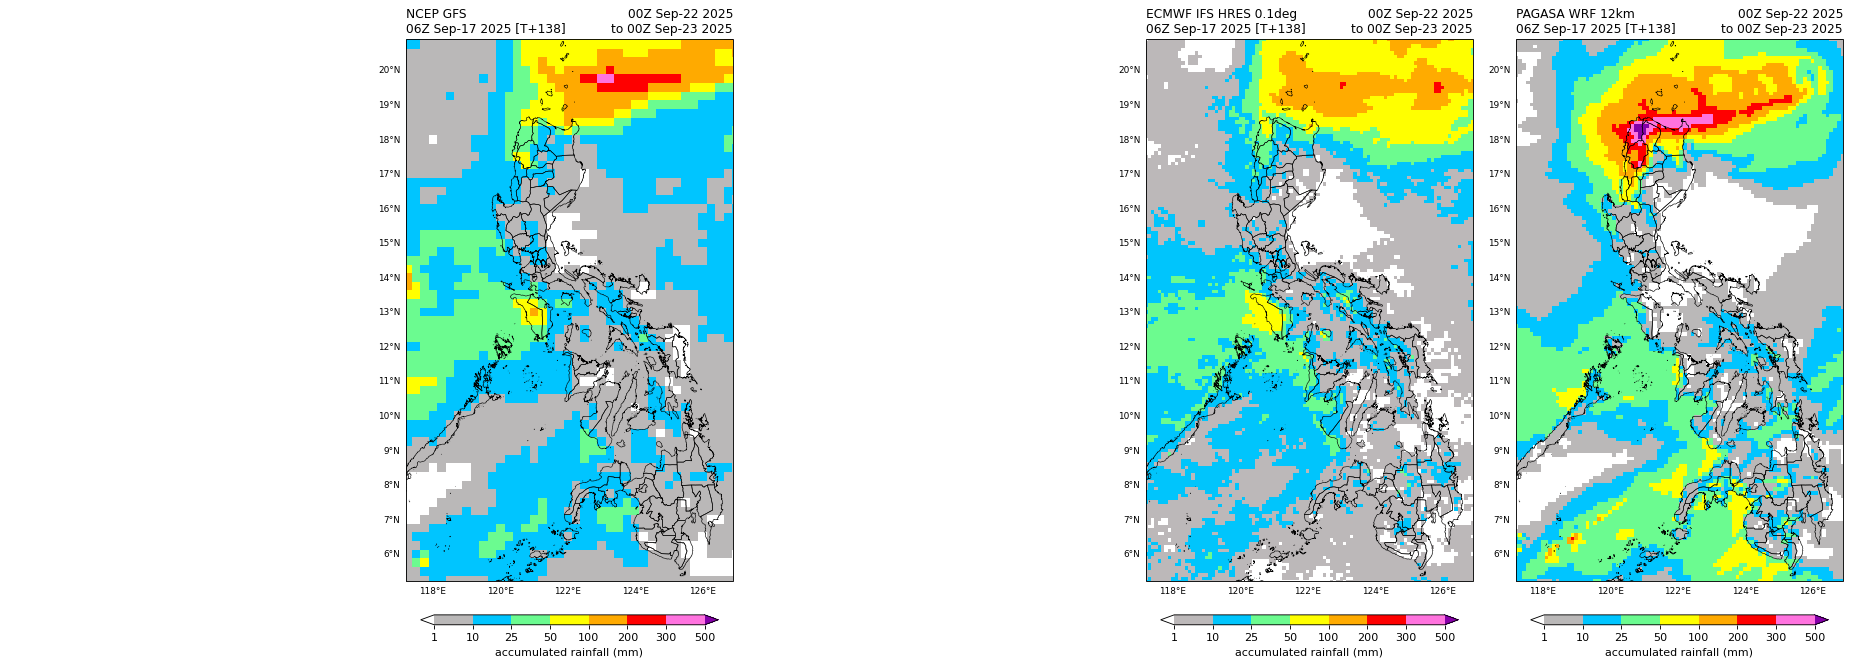 NCEP GFS 00Z Sep-22 2025
06Z Sep-17 2025 [T+138] to 00Z Sep-23 2025
20°N
19°N
18°N
17°N
16°N
15°N
14°N
13°N
12°N
11°N
10°N
9°N
8°N
7°N
6°N
118°E 120°E 122°E 124°E 126°E
1 10 25 50 100 200 300 500
accumulated rainfall (mm)
ECMWF IFS HRES 0.1deg 00Z Sep-22 2025
06Z Sep-17 2025 [T+138] to 00Z Sep-23 2025
20°N
19°N
18°N
17°N
16°N
15°N
14°N
13°N
12°N
11°N
10°N
9°N
8°N
7°N
6°N
118°E 120°E 122°E 124°E 126°E
1 10 25 50 100 200 300 500
accumulated rainfall (mm)
PAGASA WRF 12km 00Z Sep-22 2025
06Z Sep-17 2025 [T+138] to 00Z Sep-23 2025
20°N
19°N
18°N
17°N
16°N
15°N
14°N
13°N
12°N
11°N
10°N
9°N
8°N
7°N
6°N
118°E 120°E 122°E 124°E 126°E
1 10 25 50 100 200 300 500
accumulated rainfall (mm)